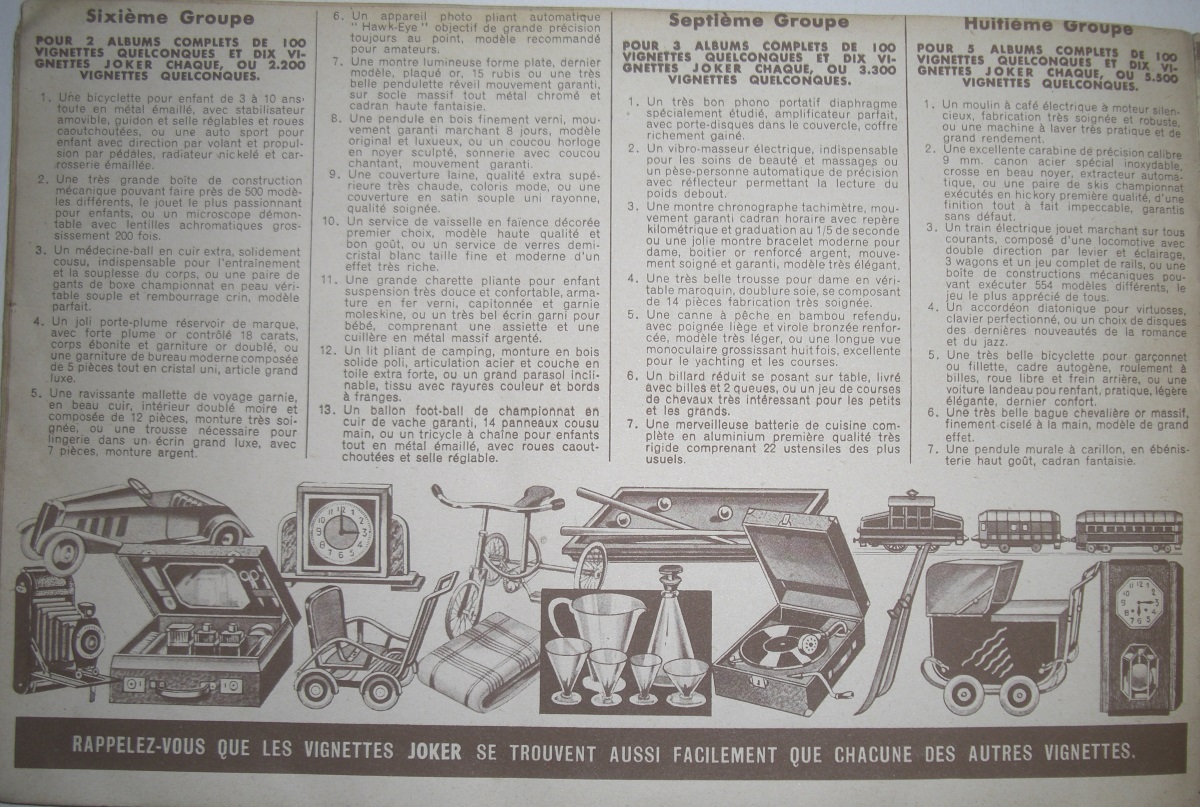 Sixième Groupe
POUR 2 ALBUMS COMPLETS DE 100
VIGNETTES QUELCONQUES ET DIX VI-
GNETTES JOKER CHAQUE, OU 2.200
VIGNETTES QUELCONQUES.
1. Une bicyclette pour enfant de 3 à 10 ans
toute en métal émaillé, avec stabilisateur
amovible, guidon et selle réglables et roues
caoutchoutées, ou une auto sport pour
enfant avec direction par volant et propul-
sion par pédales, radiateur nickelé et car-
rosserie émaillée.
2. Une très grande boîte de construction
mécanique pouvant faire près de 500 modè-
les différents, le jouet le plus passionnant
pour enfants, ou un microscope démon-
table avec lentilles achromatiques gros-
sissement 200 fois.
3. Un médecine-ball en cuir extra, solidement
cousu, indispensable pour l'entraînement
et la souplesse du corps, ou une paire de
gants de boxe championnat en peau véri-
table souple et rembourrage crin, modèle
parfait.
4. Un joli porte-plume réservoir de marque,
avec forte plume or contrôlé 18 carats,
corps ébonite et garniture or doublé, ou
une garniture de bureau moderne composée
de 5 pièces tout en cristal uni, article grand
luxe.
5. Une ravissante mallette de voyage garnie,
en beau cuir, intérieur doublé moire et
composée de 12 pièces, monture très soi-
gnée, ou une trousse nécessaire pour
lingerie dans un écrin grand luxe, avec
7 pièces, monture argent.
6. Un appareil photo pliant automatique
" Hawk-Eye " objectif de grande précision
toujours au point, modèle recommandé
pour amateurs.
7. Une montre lumineuse forme plate, dernier
modèle, plaqué or, 15 rubis ou une très
belle pendulette réveil mouvement garanti,
sur socle massif tout métal chromé et
cadran haute fantaisie.
8. Une pendule en bois finement verni, mou-
vement garanti marchant 8 jours, modèle
original et luxueux, ou un coucou horloge
en noyer sculpté, sonnerie avec coucou
chantant, mouvement garanti.
9. Une couverture laine, qualité extra supé-
rieure très chaude, coloris mode, ou une
couverture en satin souple uni rayonne,
qualité soignée.
10. Un service de vaisselle en faïence décorée
premier choix, modèle haute qualité et
bon goût, ou un service de verres demi-
cristal blanc taille fine et moderne d'un
effet très riche.
11. Une grande charette pliante pour enfant
suspension très douce et confortable, arma-
ture en fer verni, capitonnée et garnie
moleskine, ou un très bel écrin garni pour
bébé, comprenant une assiette et une
cuillère en métal massif argenté.
12. Un lit pliant de camping, monture en bois
solide poli, articulation acier et couche en
toile extra forte, ou un grand parasol incli-
nable, tissu avec rayures couleur et bords
à franges.
13. Un ballon foot-ball de championnat en
cuir de vache garanti, 14 panneaux cousu
main, ou un tricycle à chaîne pour enfants
tout en métal émaillé, avec roues caout-
choutées et selle réglable.
Septième Groupe
POUR 3 ALBUMS COMPLETS DE 100
VIGNETTES QUELCONQUES ET DIX VI-
GNETTES JOKER CHAQUE, OU 3.300
VIGNETTES QUELCONQUES.
1. Un très bon phono portatif diaphragme
spécialement étudié, amplificateur parfait,
avec porte-disques dans le couvercle, coffre
richement gainé.
2. Un vibro-masseur électrique, indispensable
pour les soins de beauté et massages ou
un pèse-personne automatique de précision
avec réflecteur permettant la lecture du
poids debout.
3. Une montre chronographe tachimètre, mou-
vement garanti cadran horaire avec repère
kilométrique et graduation au 1/5 de seconde
ou une jolie montre bracelet moderne pour
dame, boitier or renforcé argent, mouve-
ment soigné et garanti, modèle très élégant.
4. Une très belle trousse pour dame en véri-
table maroquin, doublure soie, se composant
de 14 pièces fabrication très soignée.
5. Une canne à pêche en bambou refendu,
avec poignée liège et virole bronzée renfor-
cée, modèle très léger, ou une longue vue
monoculaire grossissant huit fois, excellente
pour le yachting et les courses.
6. Un billard réduit se posant sur table, livré
avec billes et 2 queues, ou un jeu de courses
de chevaux très intéressant pour les petits
et les grands.
7. Une merveilleuse batterie de cuisine com-
plète en aluminium première qualité très
rigide comprenant 22 ustensiles des plus
usuels.
Huitième Groupe
POUR 5 ALBUMS COMPLETS DE 100
VIGNETTES QUELCONQUES ET DIX VI-
GNETTES JOKER CHAQUE, OU 5.500
VIGNETTES QUELCONQUES.
1. Un moulin à café électrique à moteur silen-
cieux, fabrication très soignée et robuste,
ou une machine à laver très pratique et de
grand rendement.
2. Une excellente carabine de précision calibre
9 mm. canon acier spécial inoxydable,
crosse en beau noyer, extracteur automa-
tique, ou une paire de skis championnat
exécutés en hickory première qualité, d'une
finition tout à fait impeccable, garantis
sans défaut.
3. Un train électrique jouet marchant sur tous
courants, composé d'une locomotive avec
double direction par levier et éclairage,
3 wagons et un jeu complet de rails, ou une
boîte de constructions mécaniques pou-
vant exécuter 554 modèles différents, le
jeu le plus apprécié de tous.
4. Un accordéon diatonique pour virtuoses,
clavier perfectionné, ou un choix de disques
des dernières nouveautés de la romance
et du jazz.
5. Une très belle bicyclette pour garçonnet
ou fillette, cadre autogène, roulement à
billes, roue libre et frein arrière, ou une
voiture landeau pour enfant, pratique, légère
élégante, dernier confort.
6. Une très belle bague chevalière or massif,
finement ciselé à la main, modèle de grand
effet.
7. Une pendule murale à carillon, en ébénis-
terie haut goût, cadran fantaisie.
RAPPELEZ-VOUS QUE LES VIGNETTES JOKER SE TROUVENT AUSSI FACILEMENT QUE CHACUNE DES AUTRES VIGNETTES.